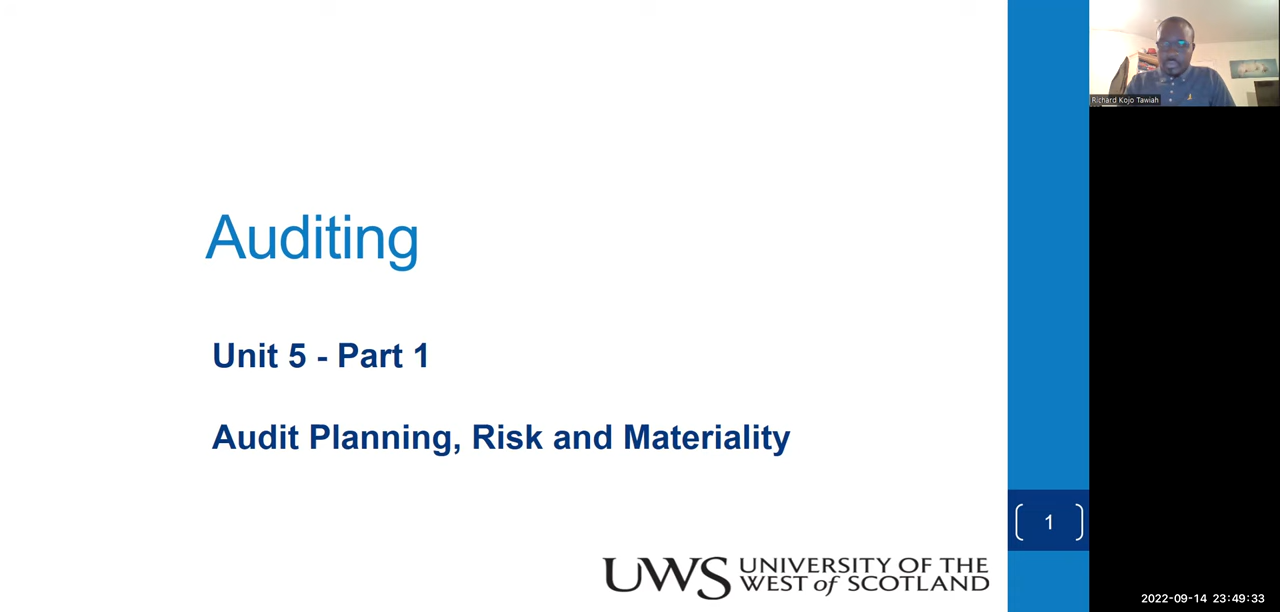 Auditing
Unit 5 - Part 1
Audit Planning, Risk and Materiality
1
UWS UNIVERSITY OF THE
WEST of SCOTLAND
Richard Kojo Tawiah
2022-09-14 23:49:33